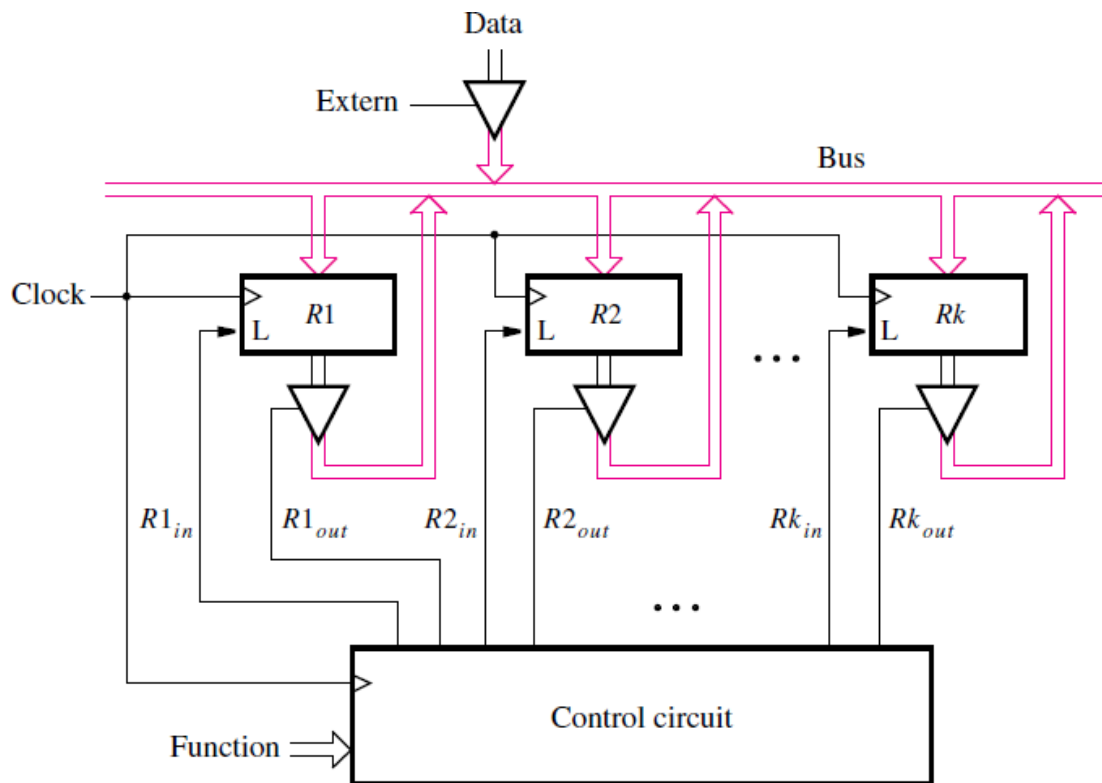 Data
Extern
Bus
Clock
R1
R2
Rk
L
L
L
R1in
R1out
R2in
R2out
Rkin
Rkout
Control circuit
Function